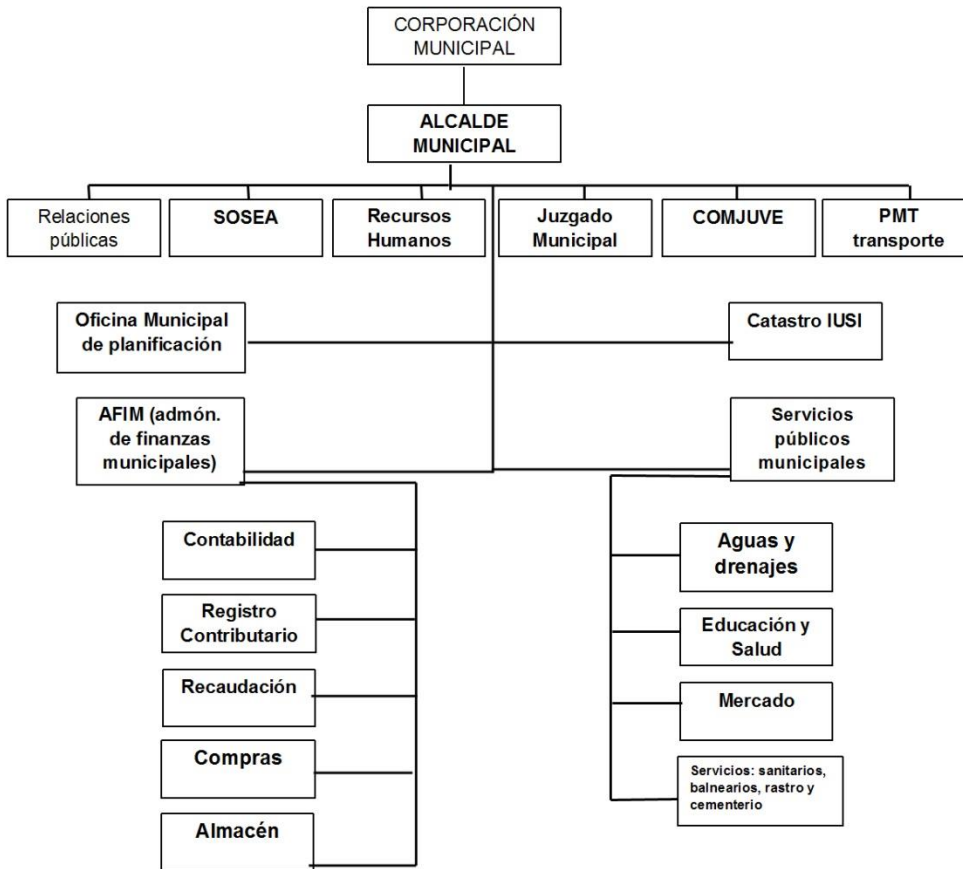 CORPORACIÓN
MUNICIPAL
ALCALDE
MUNICIPAL
Relaciones
públicas
SOSEA
Recursos
Humanos
Juzgado
Municipal
COMJUVE
PMT
transporte
Oficina Municipal
de planificación
Catastro IUSI
AFIM (admón.
de finanzas
municipales)
Servicios
públicos
municipales
Contabilidad
Registro
Contributario
Recaudación
Compras
Almacén
Aguas y
drenajes
Educación y
Salud
Mercado
Servicios: sanitarios,
balnearios, rastro y
cementerio